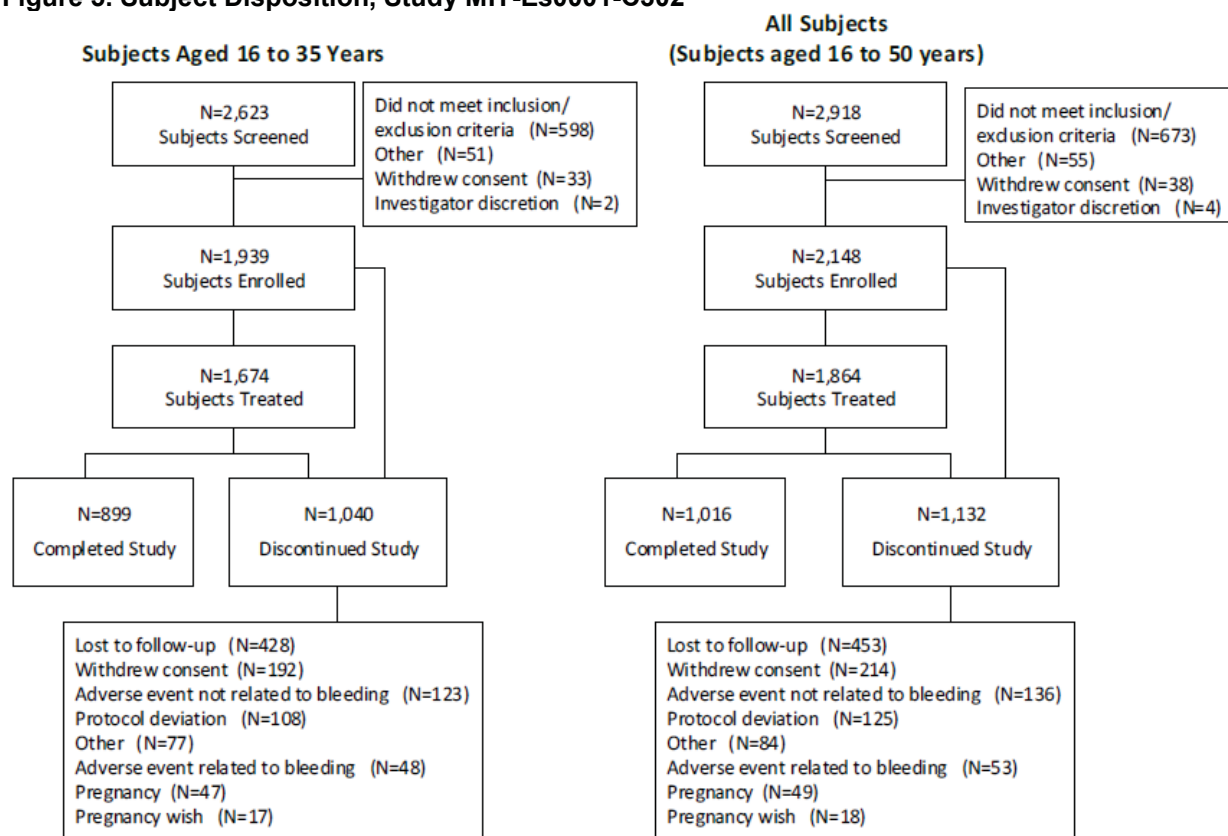 Figure 3. Subject Disposition, Study MIT-Es0001-C302
Subjects Aged 16 to 35 Years
N=2,623
Subjects Screened
Did not meet inclusion/
exclusion criteria (N=598)
Other (N=51)
Withdrew consent (N=33)
Investigator discretion (N=2)
N=1,939
Subjects Enrolled
N=1,674
Subjects Treated
N=899
Completed Study
N=1,040
Discontinued Study
Lost to follow-up (N=428)
Withdrew consent (N=192)
Adverse event not related to bleeding (N=123)
Protocol deviation (N=108)
Other (N=77)
Adverse event related to bleeding (N=48)
Pregnancy (N=47)
Pregnancy wish (N=17)
All Subjects
(Subjects aged 16 to 50 years)
N=2,918
Subjects Screened
Did not meet inclusion/
exclusion criteria (N=673)
Other (N=55)
Withdrew consent (N=38)
Investigator discretion (N=4)
N=2,148
Subjects Enrolled
N=1,864
Subjects Treated
N=1,016
Completed Study
N=1,132
Discontinued Study
Lost to follow-up (N=453)
Withdrew consent (N=214)
Adverse event not related to bleeding (N=136)
Protocol deviation (N=125)
Other (N=84)
Adverse event related to bleeding (N=53)
Pregnancy (N=49)
Pregnancy wish (N=18)